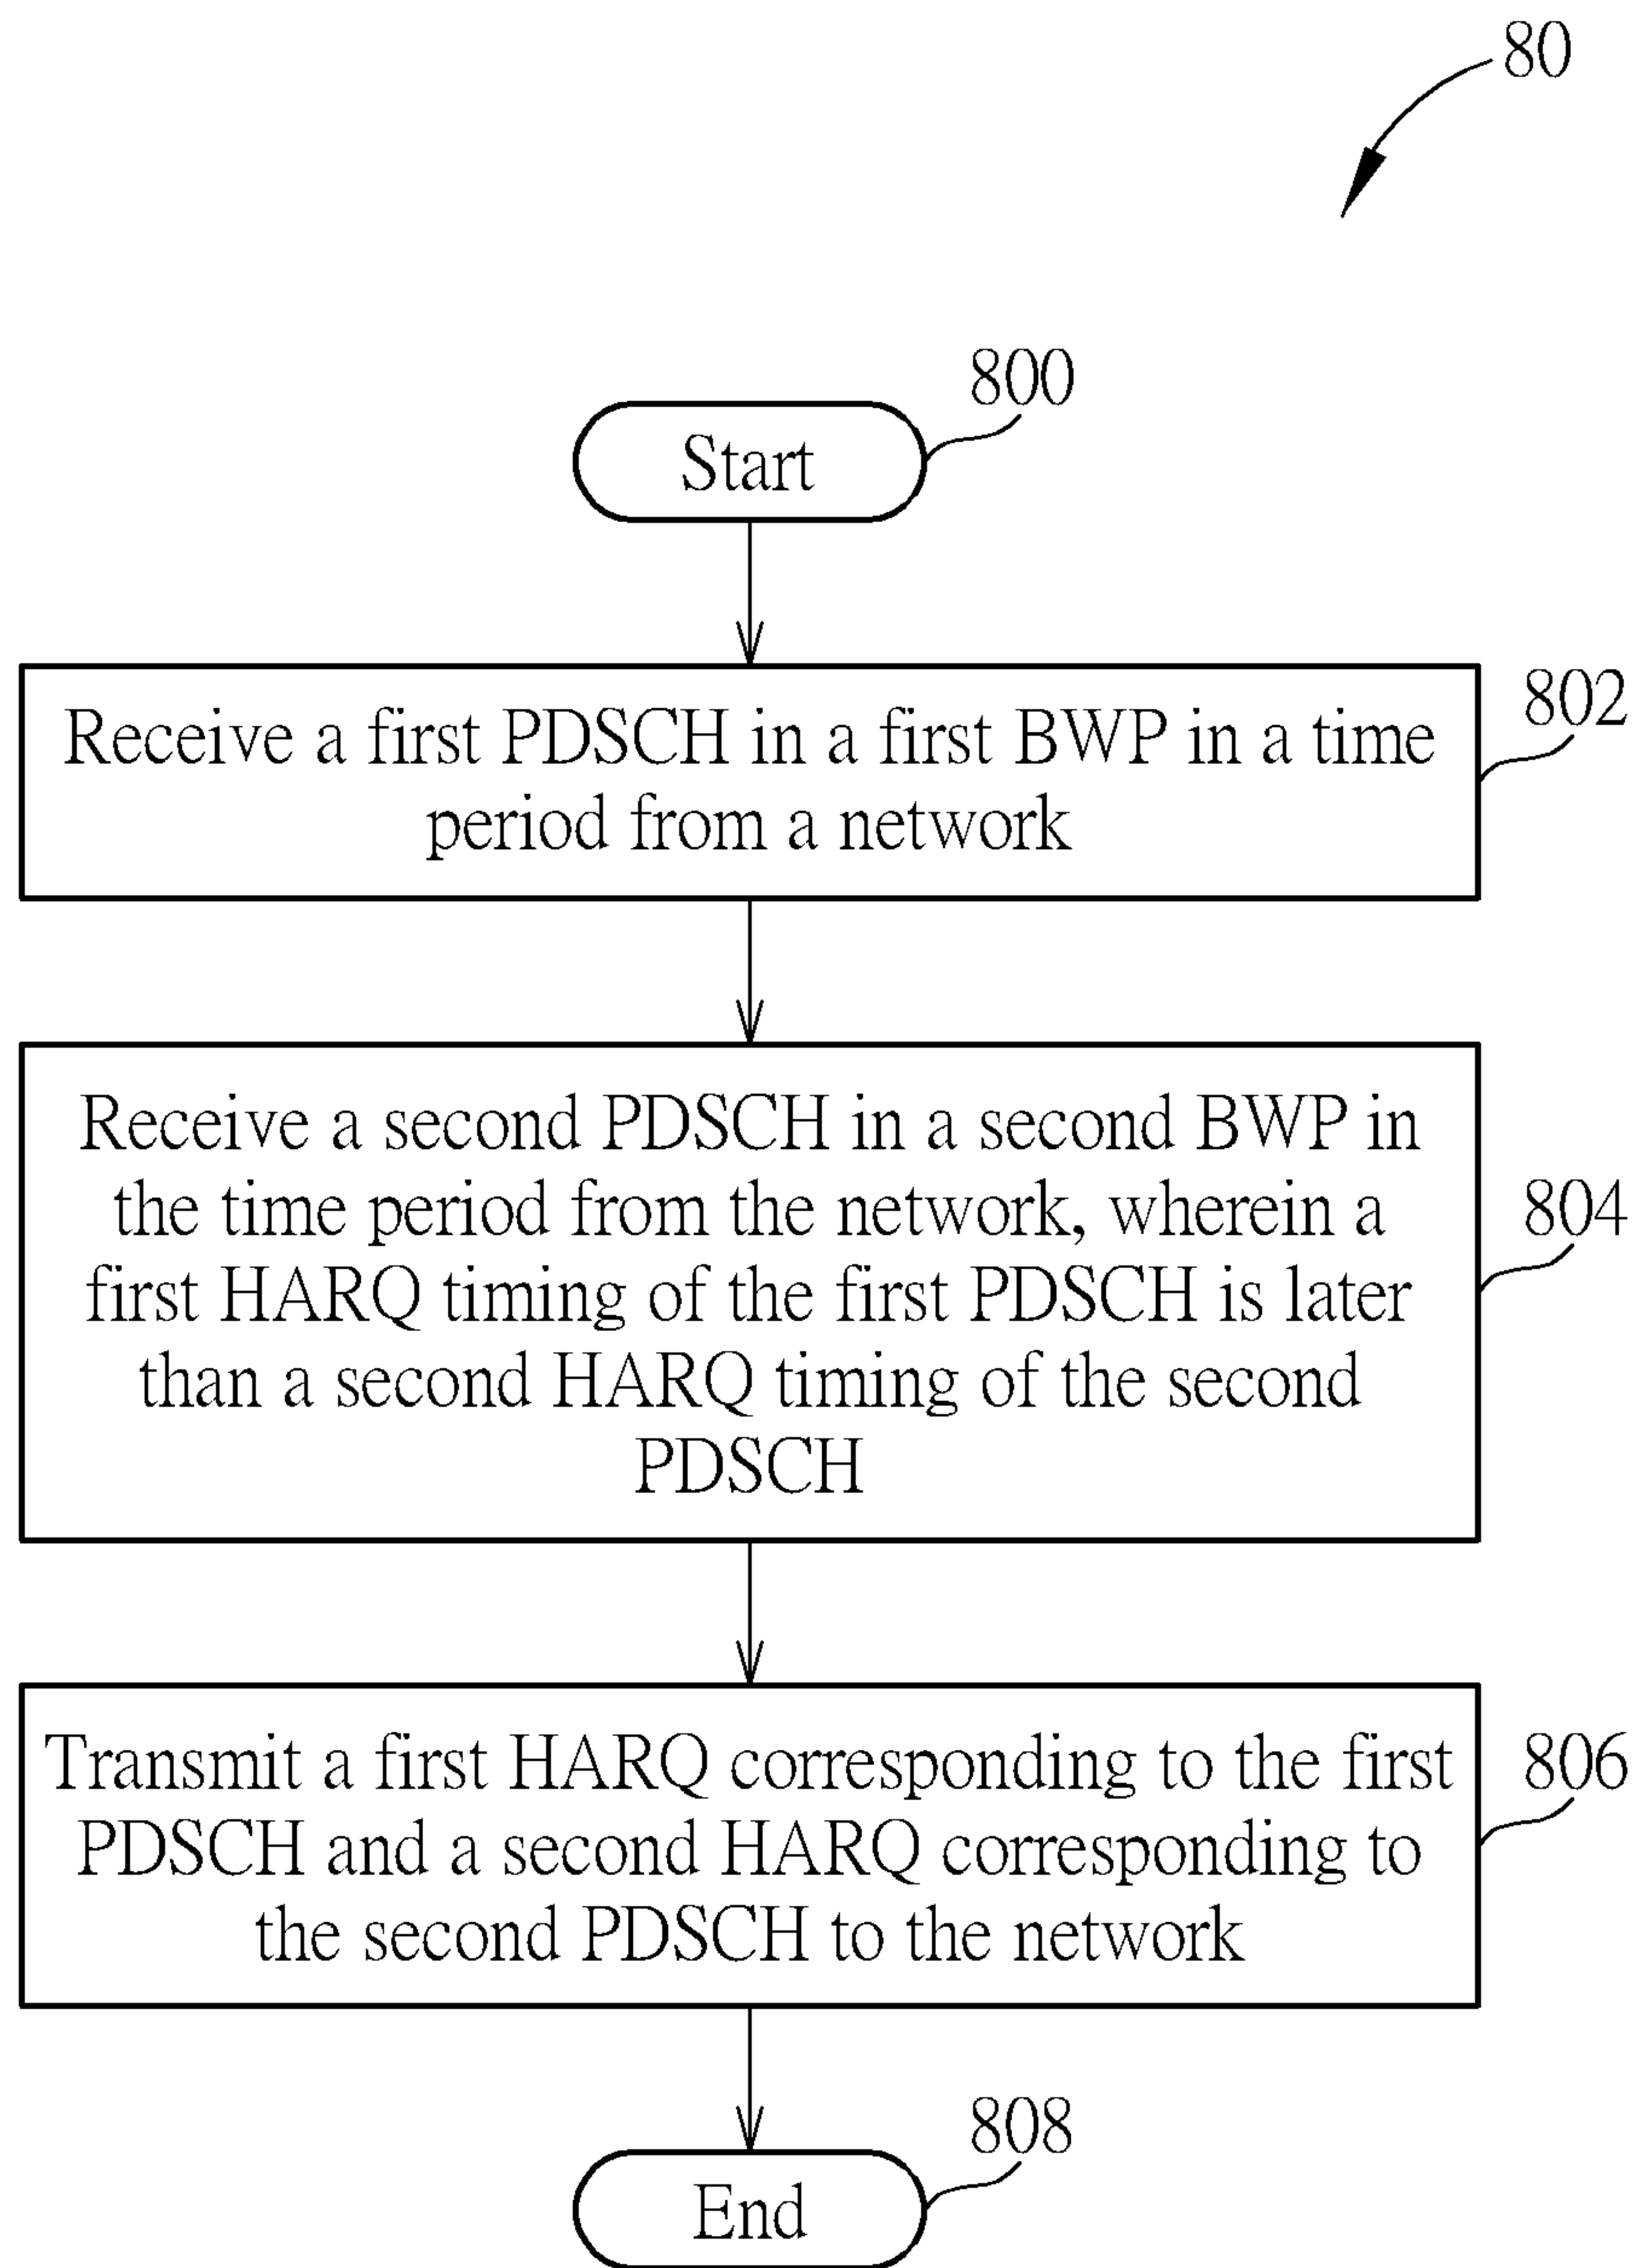 80
800
Start
802
Receive a first PDSCH in a first BWP in a time
period from a network
Receive a second PDSCH in a second BWP in
the time period from the network, wherein a
804
first HARQ timing of the first PDSCH is later
than a second HARQ timing of the second
PDSCH
Transmit a first HARQ corresponding to the first
806
PDSCH and a second HARQ corresponding to
the second PDSCH to the network
808
End